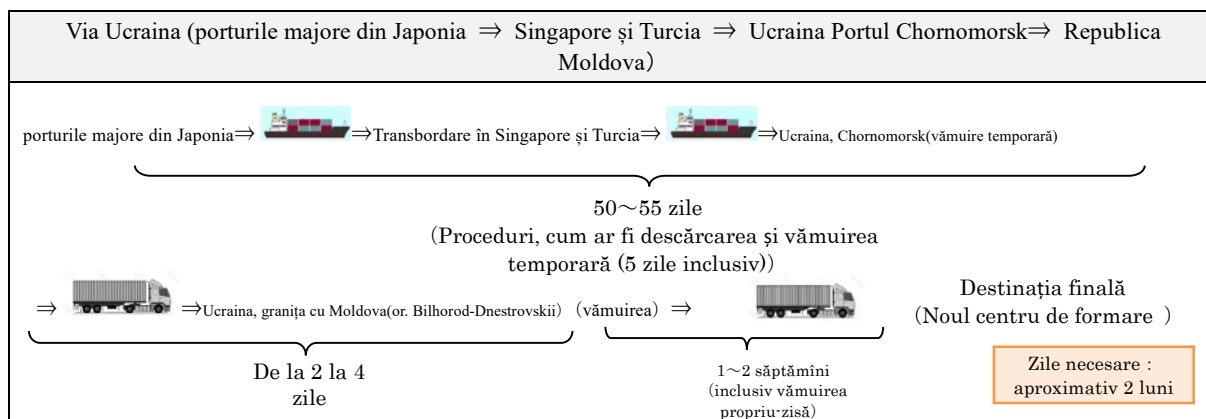 Via Ucraina (porturile majore din Japonia ⇒ Singapore și Turcia ⇒ Ucraina Portul Chornomorsk⇒ Republica
Moldova）
porturile majore din Japonia⇒ ⇒Transbordare în Singapore și Turcia⇒ ⇒Ucraina, Chornomorsk(vămuire temporară)
50～55 zile
(Proceduri, cum ar fi descărcarea și vămuirea
temporară (5 zile inclusiv))
⇒ ⇒Ucraina, granița cu Moldova(or. Bilhorod-Dnestrovskii） (vămuirea) ⇒
Destinația finală
(Noul centru de formare ）
De la 2 la 4
zile
1～2 săptămîni
(inclusiv vămuirea
propriu-zisă）
Zile necesare :
aproximativ 2 luni